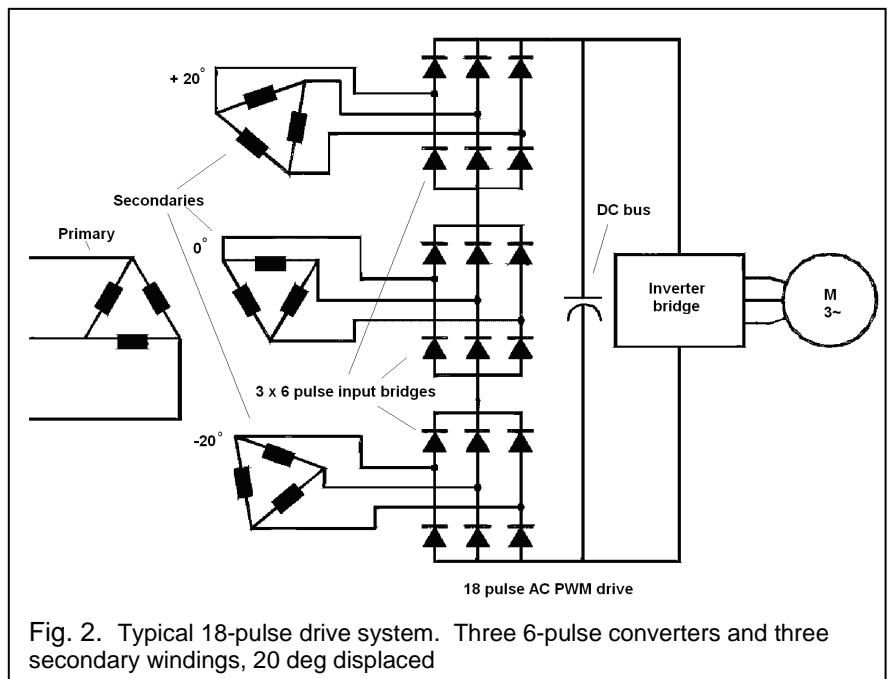 + 20°
Secondaries
Primary
0°
DC bus
Inverter
bridge
M
3~
3 x 6 pulse input bridges
-20°
18 pulse AC PWM drive
Fig. 2. Typical 18-pulse drive system. Three 6-pulse converters and three
secondary windings, 20 deg displaced